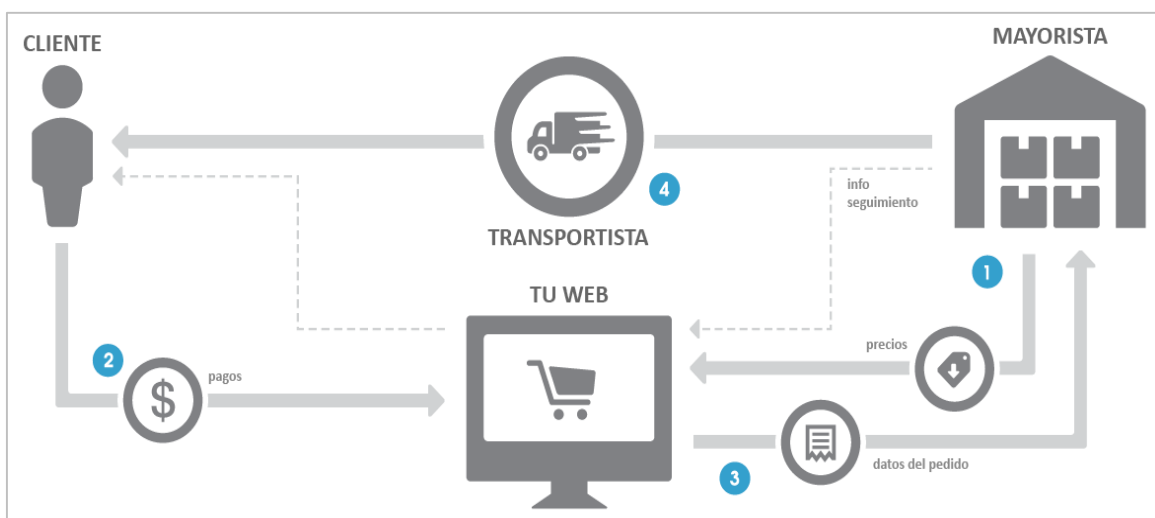 CLIENTE
MAYORISTA
4
info
seguimiento
TRANSPORTISTA
1
TU WEB
precios
2
$
pagos
3
datos del pedido